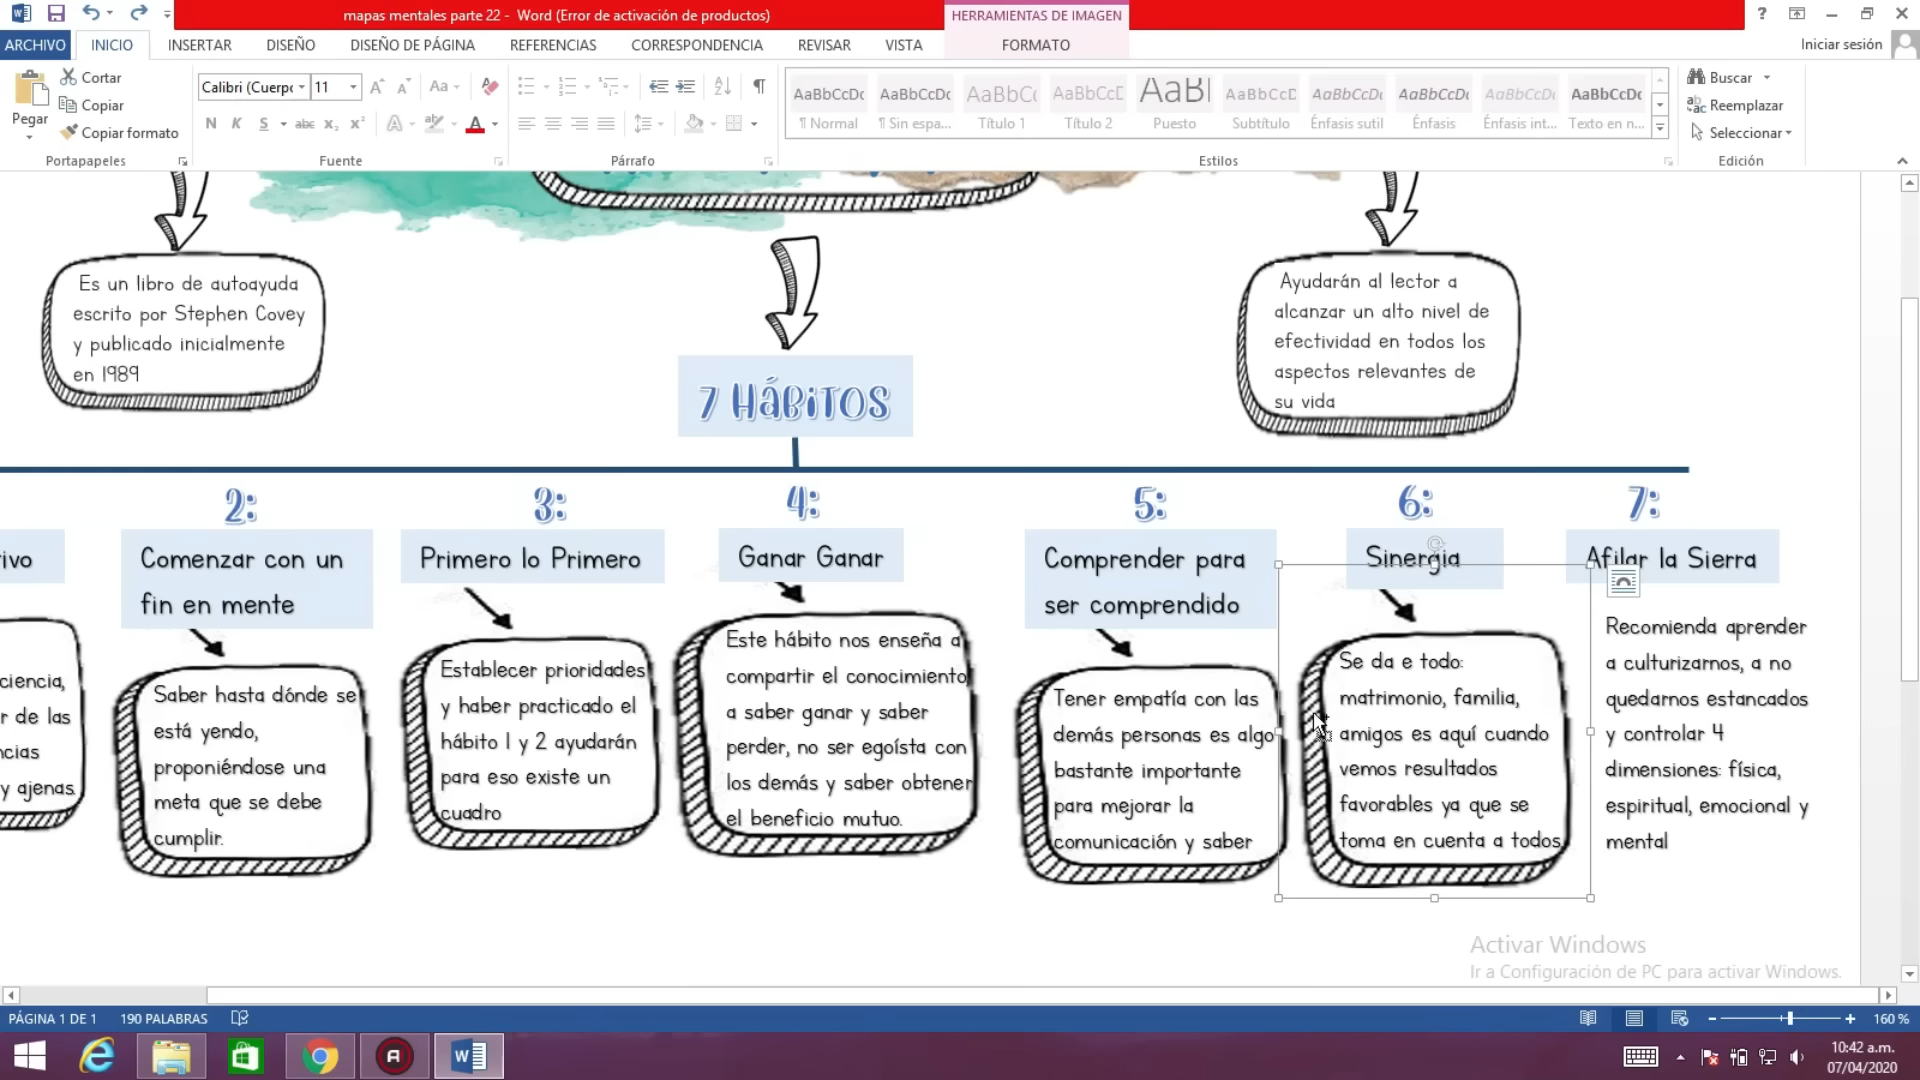 mapas mentales parte 22 - Word (Error de activación de productos)
HERRAMIENTAS DE IMAGEN
ARCHIVO
INICIO
INSERTAR
DISEÑO
DISEÑO DE PÁGINA
REFERENCIAS
CORRESPONDENCIA
REVISAR
VISTA
FORMATO
Iniciar sesión
Pegar
Cortar
Copiar
Copiar formato
Portapapeles
Calibri (Cuerpo
11
Fuente
Párrafo
AaBbCcDc
¶ Normal
AaBbCcDc
¶ Sin espa...
AaBbCc
Título 1
AaBbCcD
Título 2
AaBl
Puesto
AaBbCcD
Subtítulo
AaBbCcDc
Énfasis sutil
AaBbCcDc
Énfasis
AaBbCcDc
Énfasis int...
AaBbCcDc
Texto en n...
Estilos
Buscar
Reemplazar
Seleccionar
Edición
Es un libro de autoayuda
escrito por Stephen Covey
y publicado inicialmente
en 1989
Ayudarán al lector a
alcanzar un alto nivel de
efectividad en todos los
aspectos relevantes de
su vida
7 HÁBITOS
ivo
ciencia,
r de las
ncias
y ajenas.
2:
Comenzar con un
fin en mente
Saber hasta dónde se
está yendo,
proponiéndose una
meta que se debe
cumplir.
3:
Primero lo Primero
Establecer prioridades
y haber practicado el
hábito 1 y 2 ayudarán
para eso existe un
cuadro
4:
Ganar Ganar
Este hábito nos enseña a
compartir el conocimiento,
a saber ganar y saber
perder, no ser egoísta con
los demás y saber obtener
el beneficio mutuo.
5:
Comprender para
ser comprendido
Tener empatía con las
demás personas es algo
bastante importante
para mejorar la
comunicación y saber
6:
Sinergia
Se da e todo:
matrimonio, familia,
amigos es aquí cuando
vemos resultados
favorables ya que se
toma en cuenta a todos
7:
Afilar la Sierra
Recomienda aprender
a culturizarnos, a no
quedarnos estancados
y controlar 4
dimensiones: física,
espiritual, emocional y
mental
Activar Windows
Ir a Configuración de PC para activar Windows.
PÁGINA 1 DE 1
190 PALABRAS
160 %
10:42 a.m.
07/04/2020